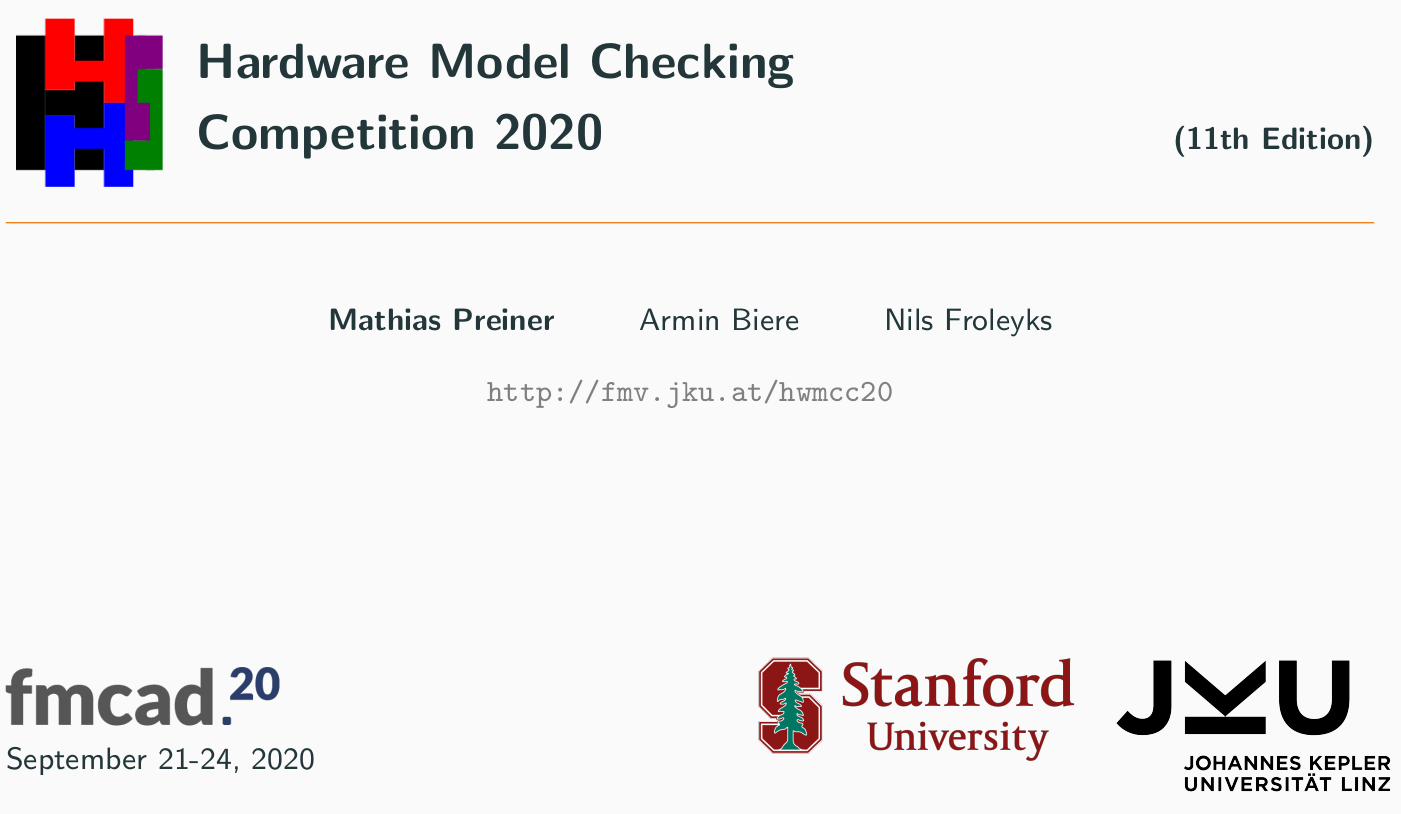 Hardware Model Checking
Competition 2020
(11th Edition)
Mathias Preiner Armin Biere Nils Froleyks
http://fmv.jku.at/hwmcc20
fmcad.20
September 21-24, 2020
Stanford
University
JKU
JOHANNES KEPLER
UNIVERSITÄT LINZ